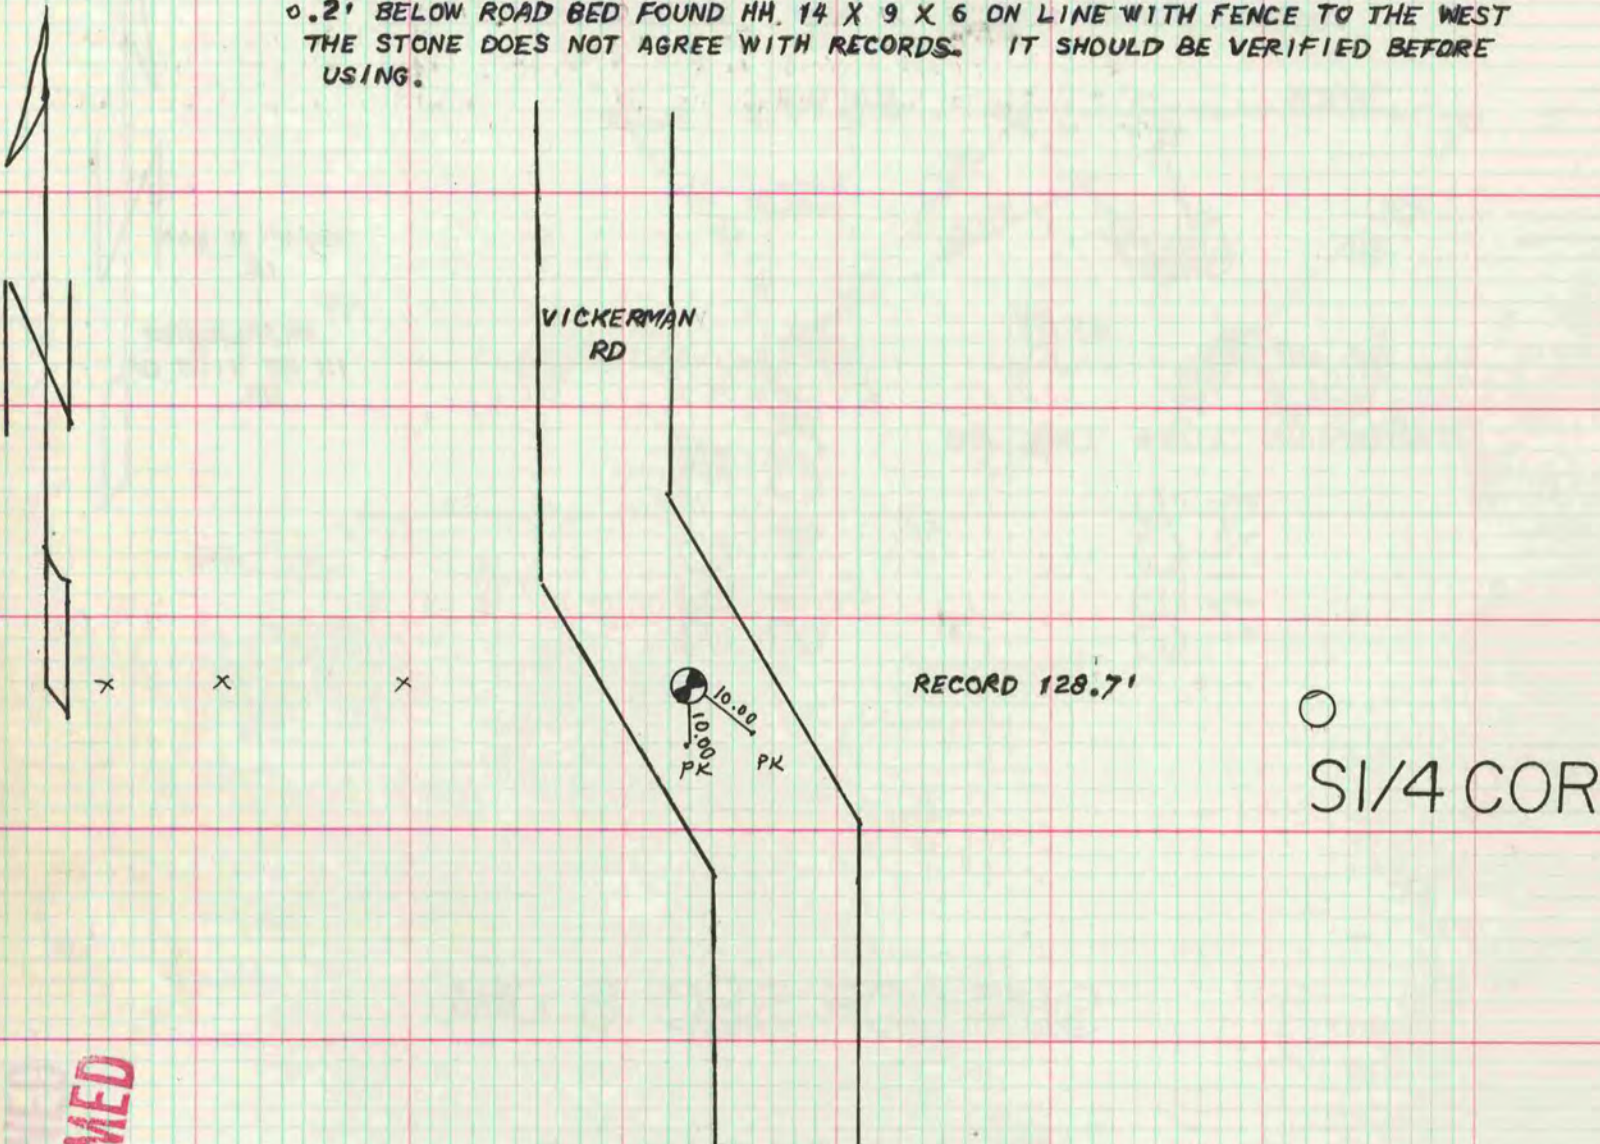 0.2' BELOW ROAD BED FOUND HH. 14 X 9 X 6 ON LINE WITH FENCE TO THE WEST
THE STONE DOES NOT AGREE WITH RECORDS. IT SHOULD BE VERIFIED BEFORE
USING.
N
VICKERMAN
RD
X X X
RECORD 128.7'
10.00
10.00
PK
PK
S1/4 COR
MED